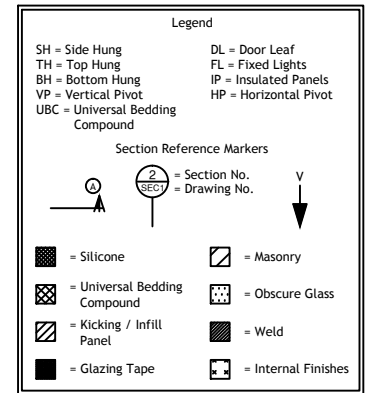 Legend
SH = Side Hung
TH = Top Hung
BH = Bottom Hung
VP = Vertical Pivot
UBC = Universal Bedding
Compound
DL = Door Leaf
FL = Fixed Lights
IP = Insulated Panels
HP = Horizontal Pivot
Section Reference Markers
A
2
SEC1
= Section No.
= Drawing No.
V
= Silicone
= Masonry
= Universal Bedding
Compound
= Obscure Glass
= Kicking / Infill
Panel
= Weld
= Glazing Tape
= Internal Finishes